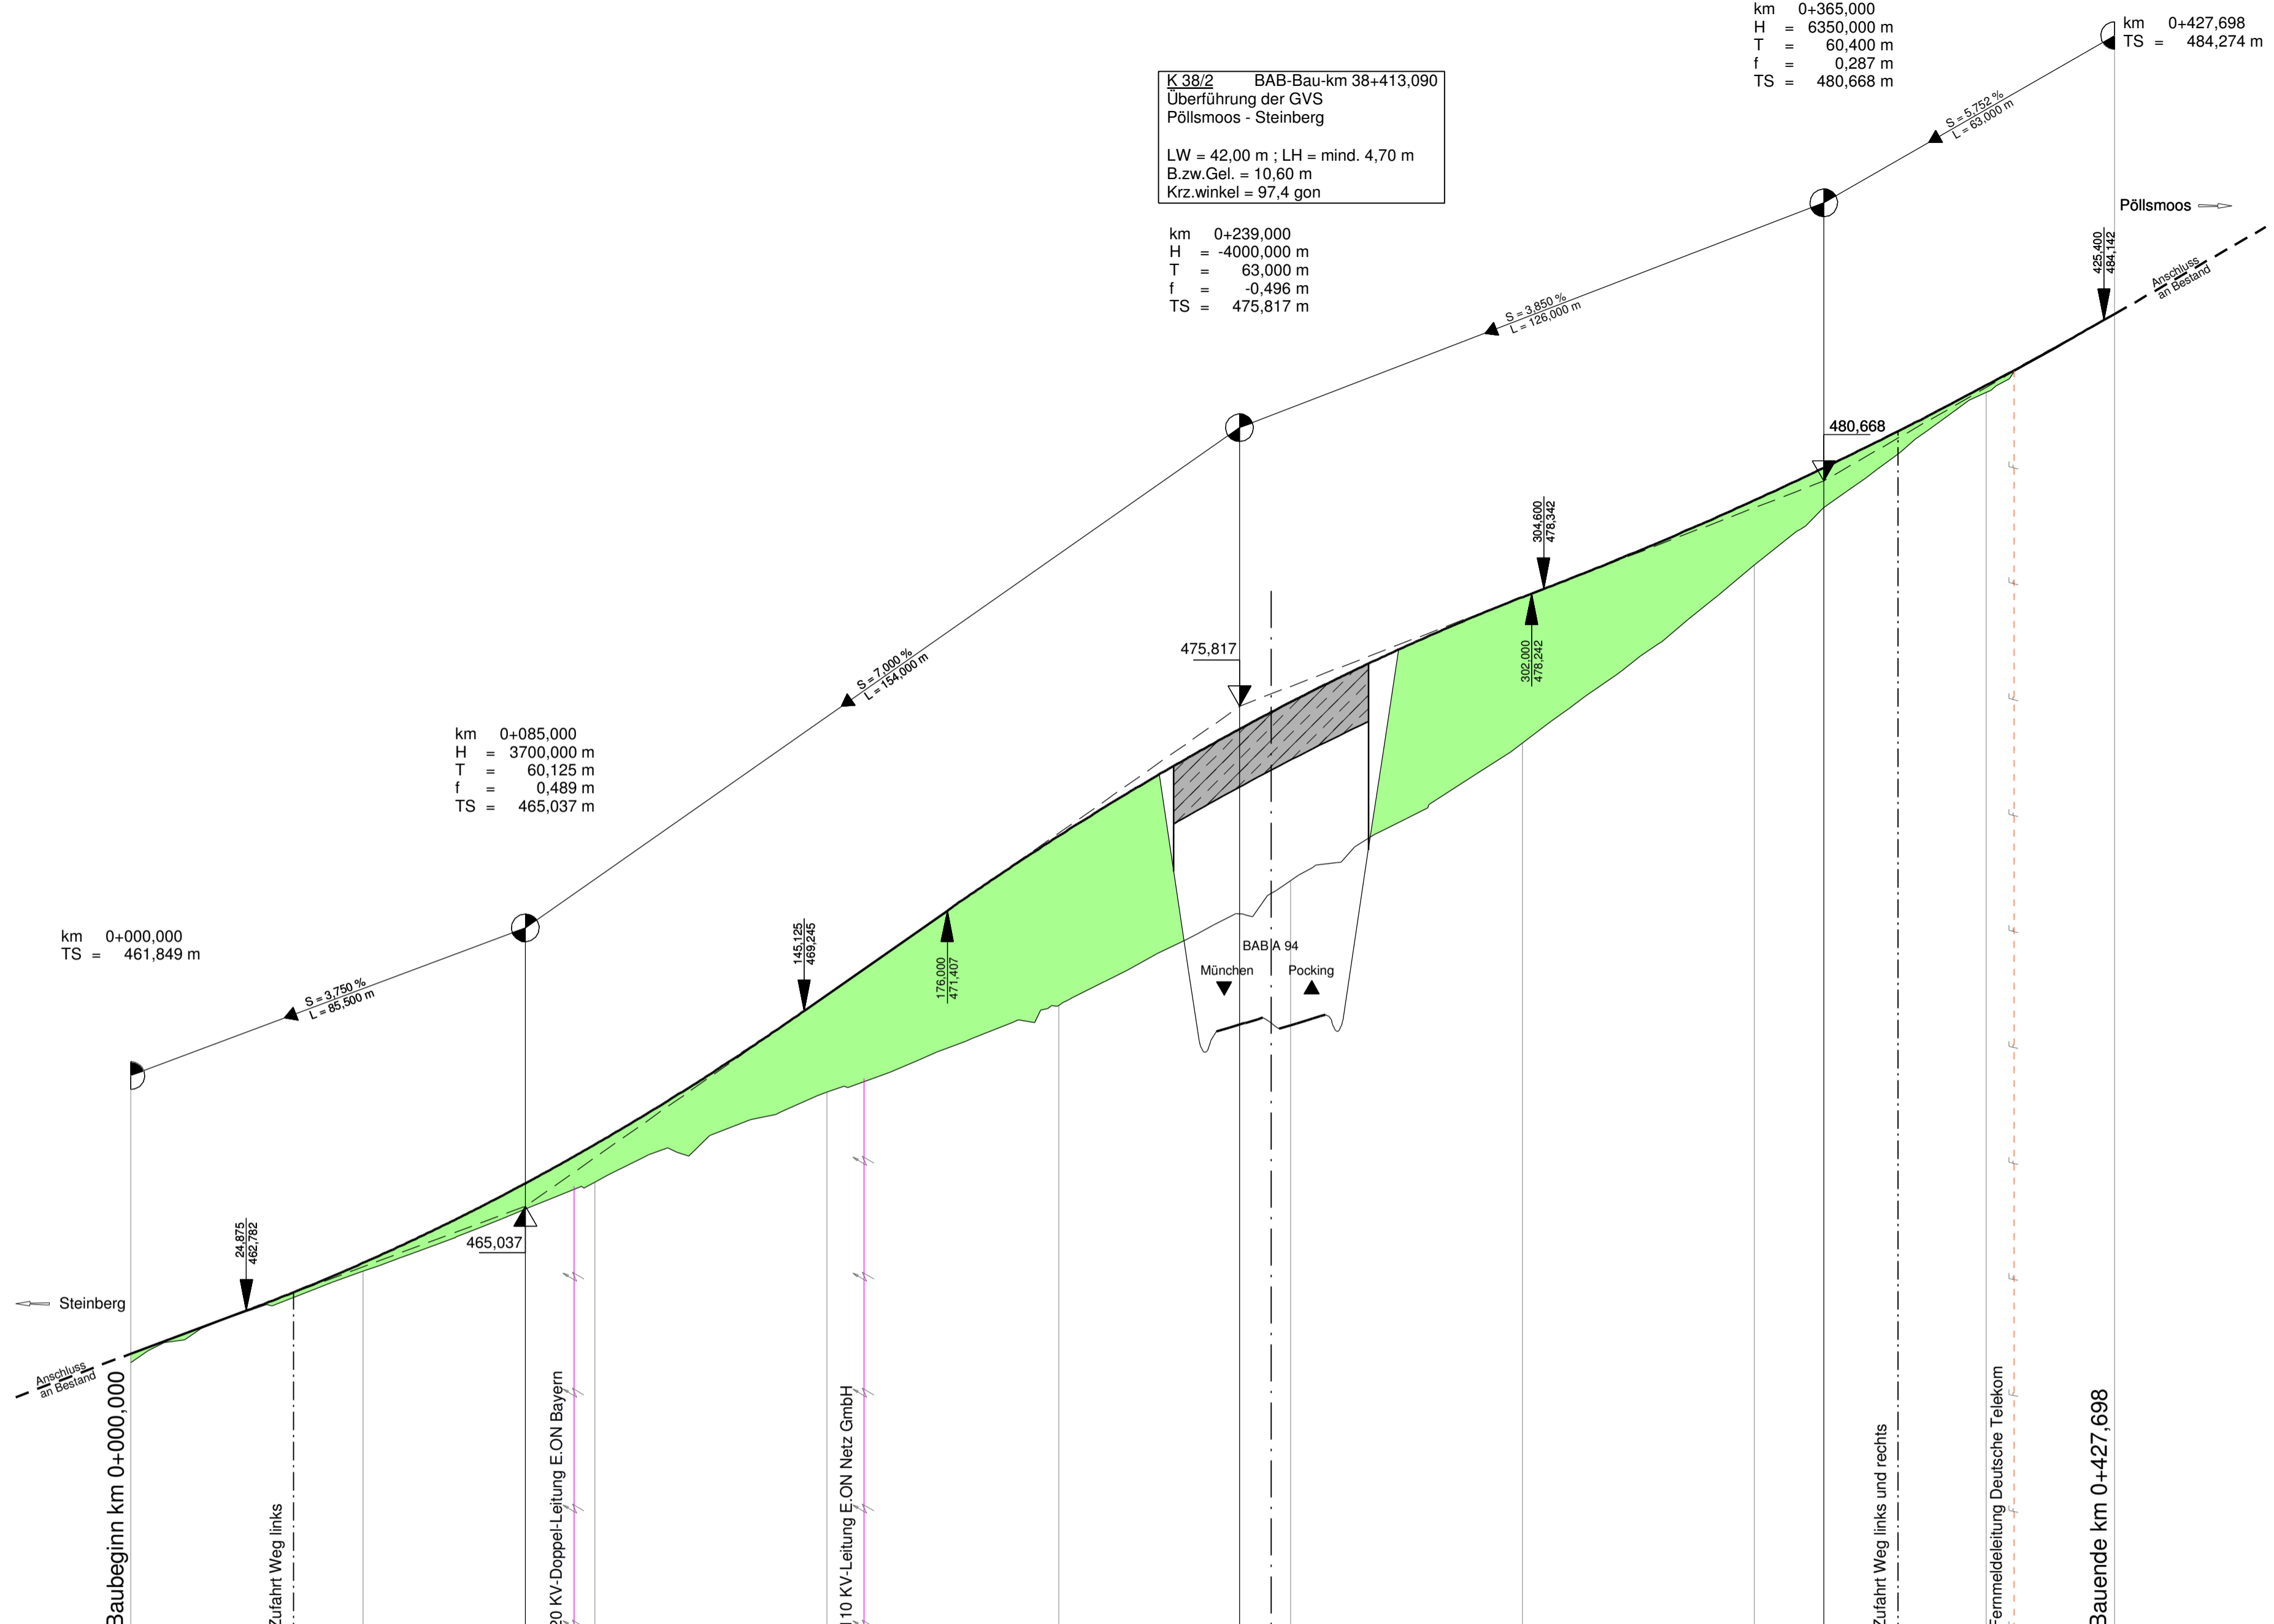 km 0+365,000
H = 6350,000 m
T = 60,400 m
f = 0,287 m
TS = 480,668 m
km 0+427,698
TS = 484,274 m
K 38/2 BAB-Bau-km 38+413,090
Überführung der GVS
Pöllsmoos - Steinberg
LW = 42,00 m ; LH = mind. 4,70 m
B.zw.Gel. = 10,60 m
Krz.winkel = 97,4 gon
S = 5,752 %
L = 63,000 m
Pöllsmoos
km 0+239,000
H = -4000,000 m
T = 63,000 m
f = -0,496 m
TS = 475,817 m
425,400
484,142
Anschluss
an Bestand
S = 3,850 %
L = 126,000 m
480,668
304,600
478,342
302,000
478,242
475,817
S = 7,000 %
L = 154,000 m
km 0+085,000
H = 3700,000 m
T = 60,125 m
f = 0,489 m
TS = 465,037 m
km 0+000,000
TS = 461,849 m
145,125
469,245
176,000
471,407
BAB A 94
München
Pocking
S = 3,750 %
L = 85,500 m
24,875
462,782
465,037
Steinberg
Anschluss
an Bestand
Baubeginn km 0+000,000
Zufahrt Weg links
20 KV-Doppel-Leitung E.ON Bayern
110 KV-Leitung E.ON Netz GmbH
Zufahrt Weg links und rechts
Fernmeldeleitung Deutsche Telekom
Bauende km 0+427,698